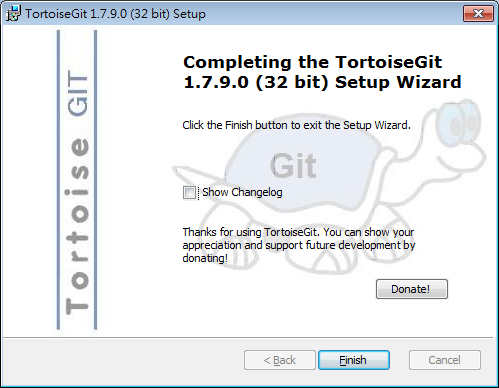 TortoiseGit 1.7.9.0 (32 bit) Setup
Completing the TortoiseGit
1.7.9.0 (32 bit) Setup Wizard
Click the Finish button to exit the Setup Wizard.
Git
Show Changelog
Thanks for using TortoiseGit. You can show your
appreciation and support future development by
donating!
Donate!
Tortoise GIT
< Back
Finish
Cancel